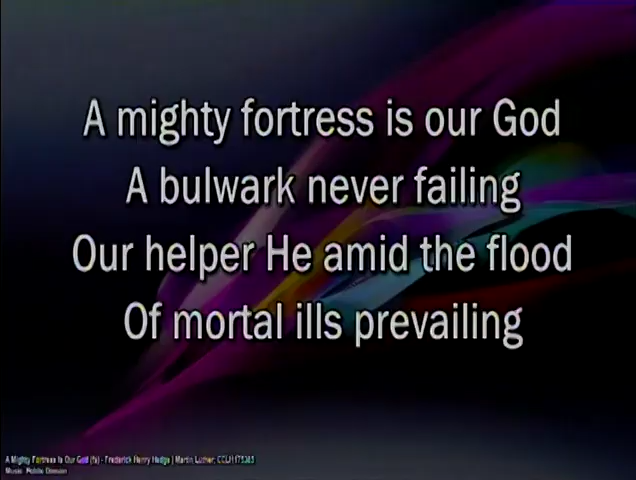 A mighty fortress is our God
A bulwark never failing
Our helper He amid the flood
Of mortal ills prevailing
A Mighty Fortress Is Our God (fs) - Frederick Henry Hedge | Martin Luther; CCLI
Music: Public Domain